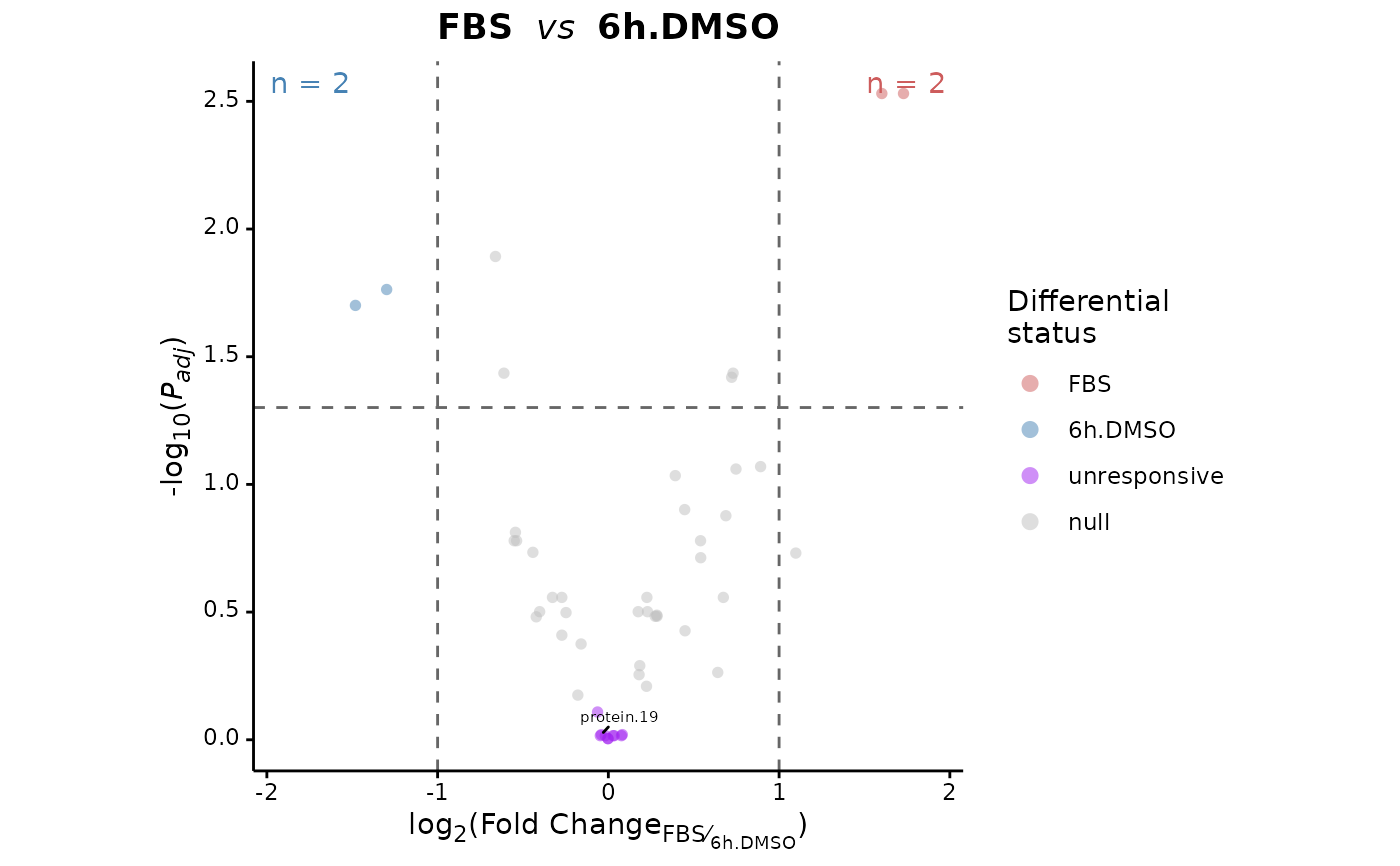 FBS vs 6h.DMSO
n = 2
n = 2
2.5
2.0
1.5
1.0
0.5
0.0
-log10(Padj)
protein.19
-2
-1
0
1
2
log2(Fold ChangeFBS⁄6h.DMSO)
Differential
status
FBS
6h.DMSO
unresponsive
null